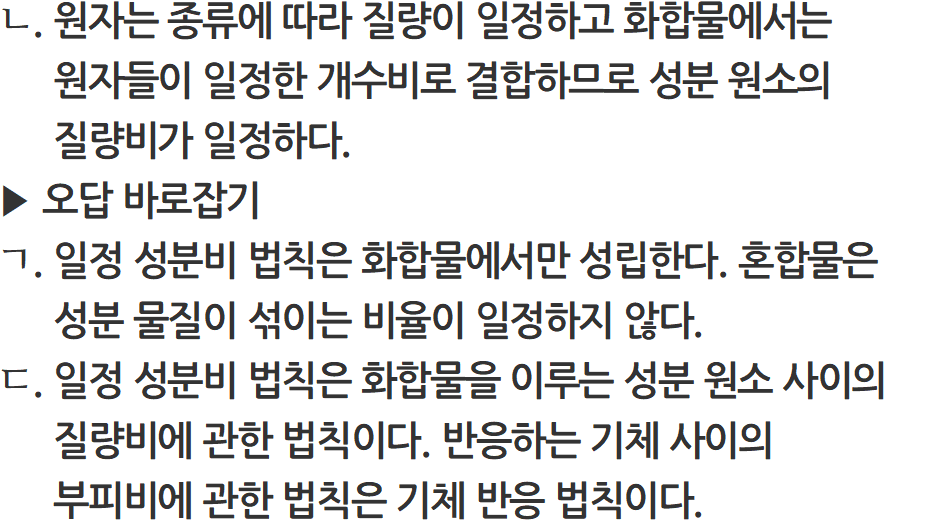 ㄴ. 원자는 종류에 따라 질량이 일정하고 화합물에서는
원자들이 일정한 개수비로 결합하므로 성분 원소의
질량비가 일정하다.
▶ 오답 바로잡기
ㄱ. 일정 성분비 법칙은 화합물에서만 성립한다. 혼합물은
성분 물질이 섞이는 비율이 일정하지 않다.
ㄷ. 일정 성분비 법칙은 화합물을 이루는 성분 원소 사이의
질량비에 관한 법칙이다. 반응하는 기체 사이의
부피비에 관한 법칙은 기체 반응 법칙이다.